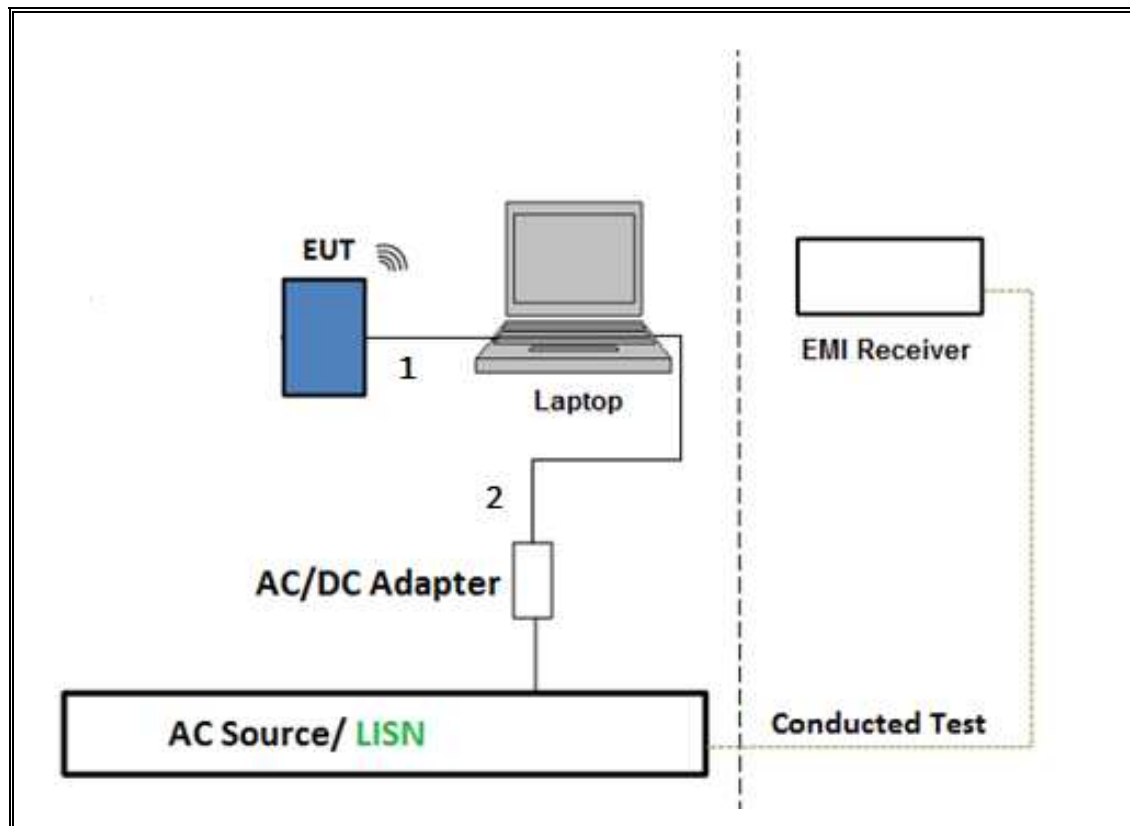 EUT
1
Laptop
EMI Receiver
2
AC/DC Adapter
AC Source/ LISN
Conducted Test